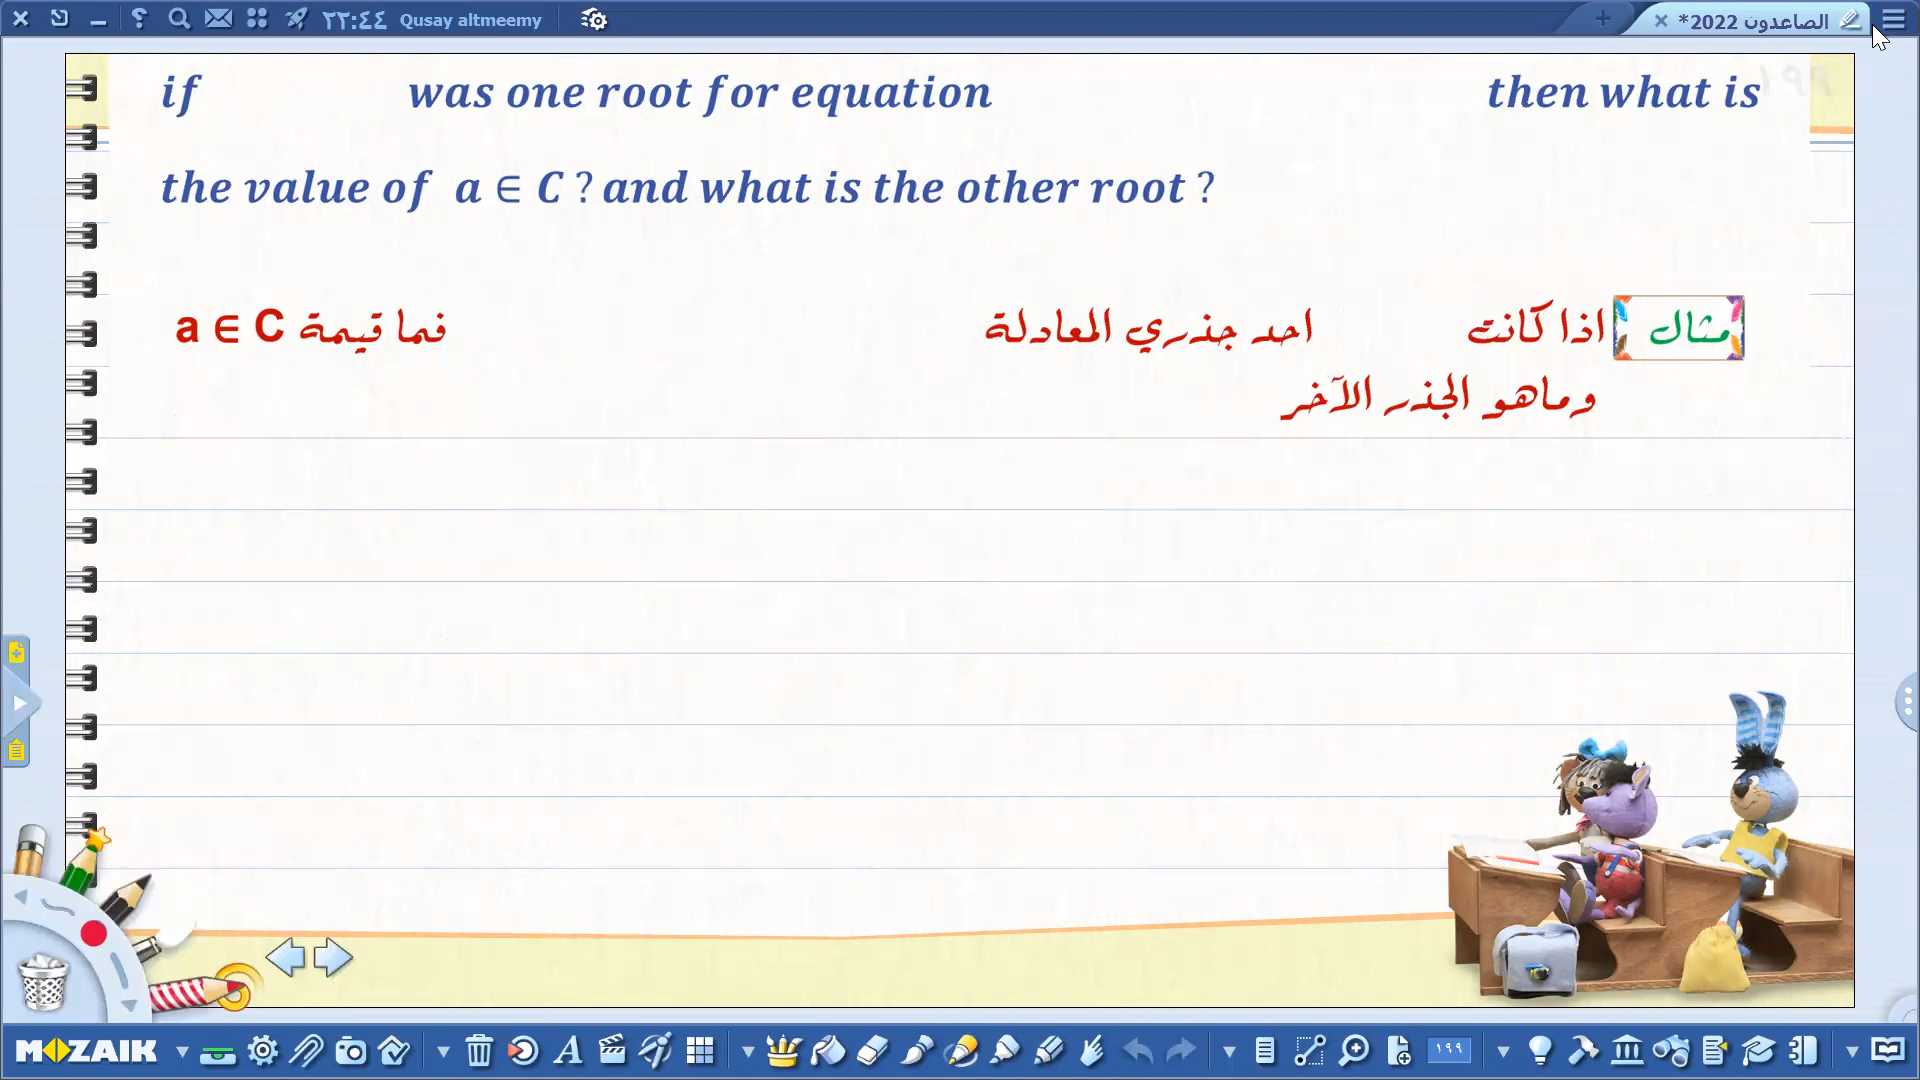 ٢٢:٤٤ Qusay altmeemy
الصاعدون 2022*
if was one root for equation then what is
the value of a ∈ C ? and what is the other root ?
مثال اذا كانت احد جذري المعادلة فما قيمة a ∈ C
وماهو الجذر الآخر
MOZAIK
١٩٩